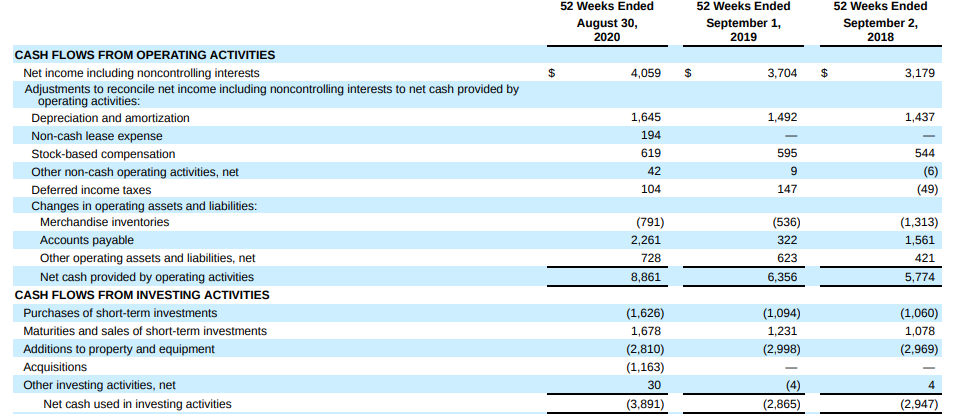 52 Weeks Ended 52 Weeks Ended 52 Weeks Ended
August 30, September 1, September 2,
2020 2019 2018
CASH FLOWS FROM OPERATING ACTIVITIES
Net income including noncontrolling interests $ 4,059 $ 3,704 $ 3,179
Adjustments to reconcile net income including noncontrolling interests to net cash provided by
operating activities:
Depreciation and amortization 1,645 1,492 1,437
Non-cash lease expense 194 — —
Stock-based compensation 619 595 544
Other non-cash operating activities, net 42 9 (6)
Deferred income taxes 104 147 (49)
Changes in operating assets and liabilities:
Merchandise inventories (791) (536) (1,313)
Accounts payable 2,261 322 1,561
Other operating assets and liabilities, net 728 623 421
Net cash provided by operating activities 8,861 6,356 5,774
CASH FLOWS FROM INVESTING ACTIVITIES
Purchases of short-term investments (1,626) (1,094) (1,060)
Maturities and sales of short-term investments 1,678 1,231 1,078
Additions to property and equipment (2,810) (2,998) (2,969)
Acquisitions (1,163) — —
Other investing activities, net 30 (4) 4
Net cash used in investing activities (3,891) (2,865) (2,947)